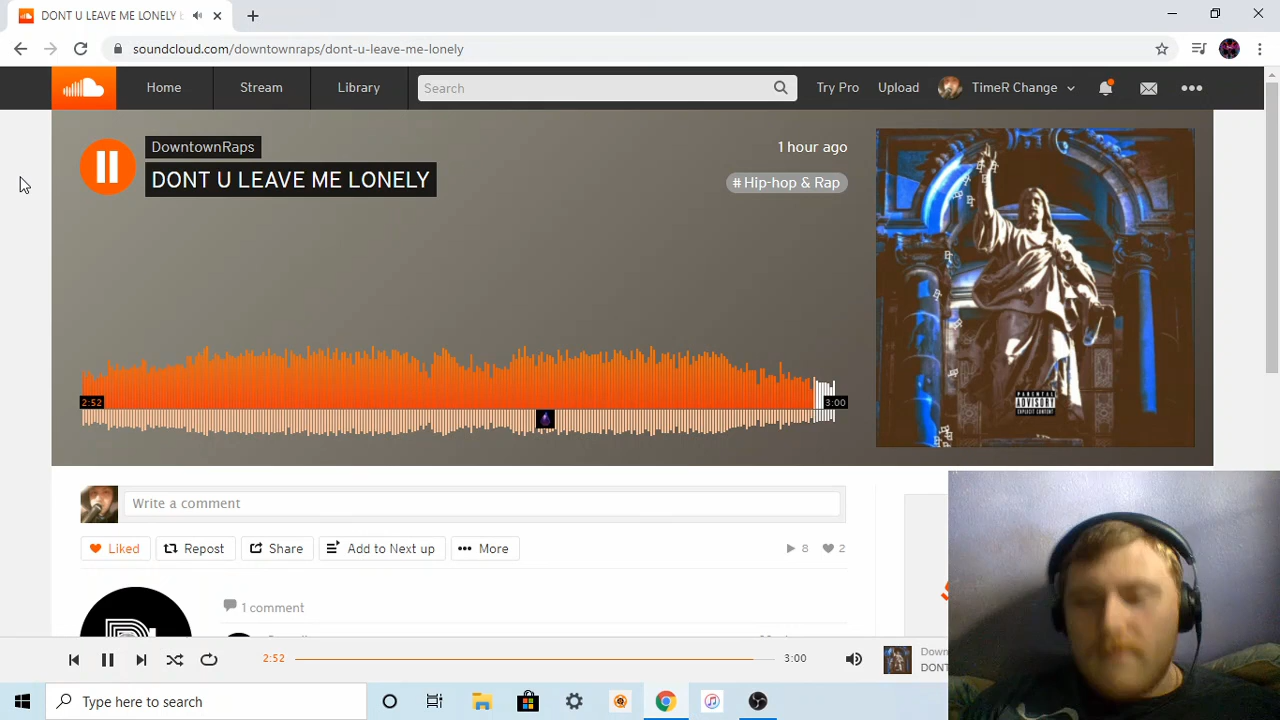 DONT U LEAVE ME LONELY
soundcloud.com/downtownraps/dont-u-leave-me-lonely
Home
Stream
Library
Search
Try Pro
Upload
TimeR Change
DowntownRaps
DONT U LEAVE ME LONELY
1 hour ago
# Hip-hop & Rap
PARENTAL
ADVISORY
EXPLICIT CONTENT
2:52
3:00
Write a comment
Liked
Repost
Share
Add to Next up
More
8
2
1 comment
2:52
3:00
Down
DONT
Type here to search